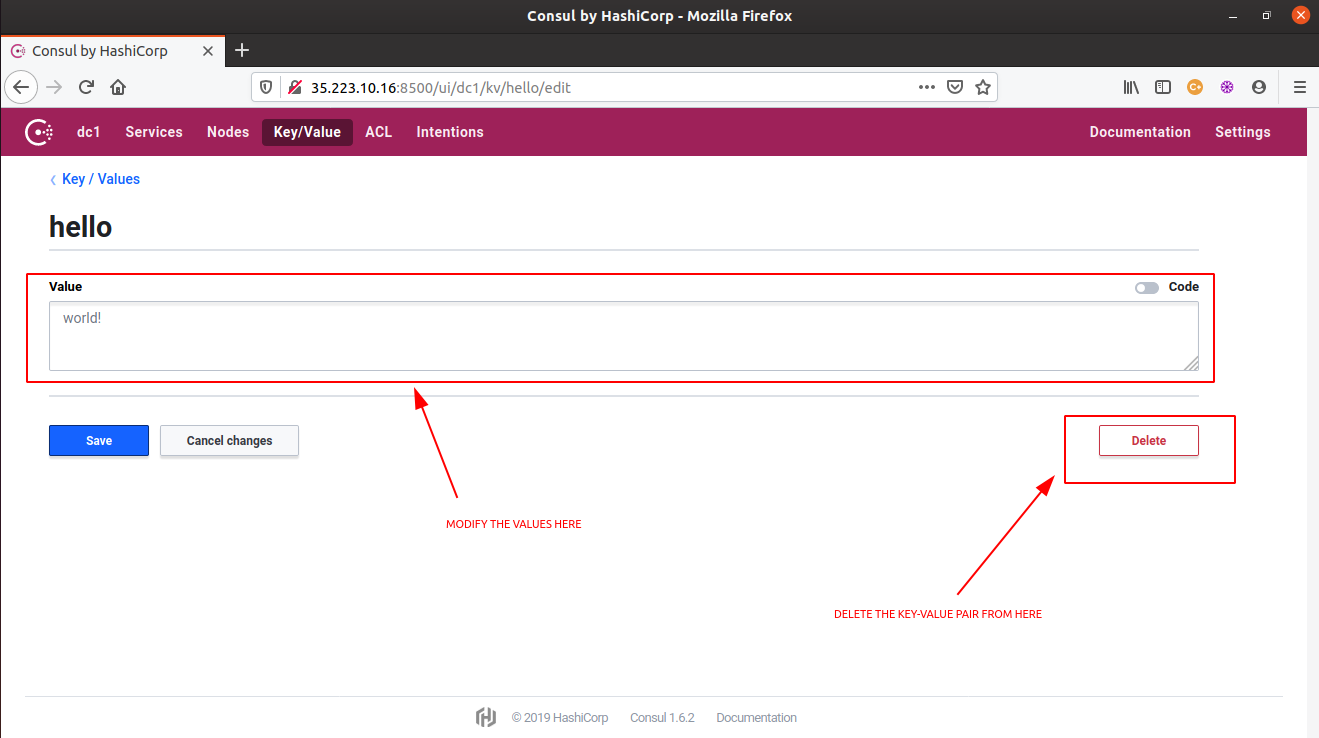 Consul by HashiCorp - Mozilla Firefox
Consul by HashiCorp
35.223.10.16:8500/ui/dc1/kv/hello/edit
dc1 Services Nodes Key/Value ACL Intentions Documentation Settings
Key / Values
hello
Value Code
world!
Save Cancel changes Delete
MODIFY THE VALUES HERE
DELETE THE KEY-VALUE PAIR FROM HERE
© 2019 HashiCorp Consul 1.6.2 Documentation